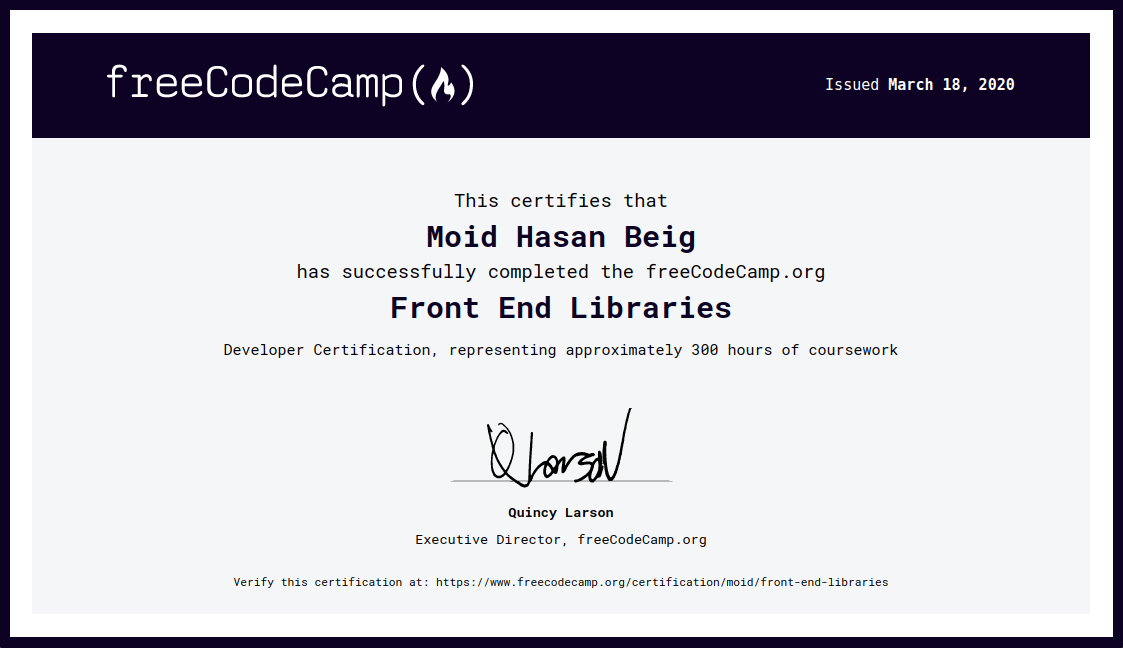 freeCodeCamp(🔥)
Issued March 18, 2020
This certifies that
Moid Hasan Beig
has successfully completed the freeCodeCamp.org
Front End Libraries
Developer Certification, representing approximately 300 hours of coursework
Q Larson
Quincy Larson
Executive Director, freeCodeCamp.org
Verify this certification at: https://www.freecodecamp.org/certification/moid/front-end-libraries